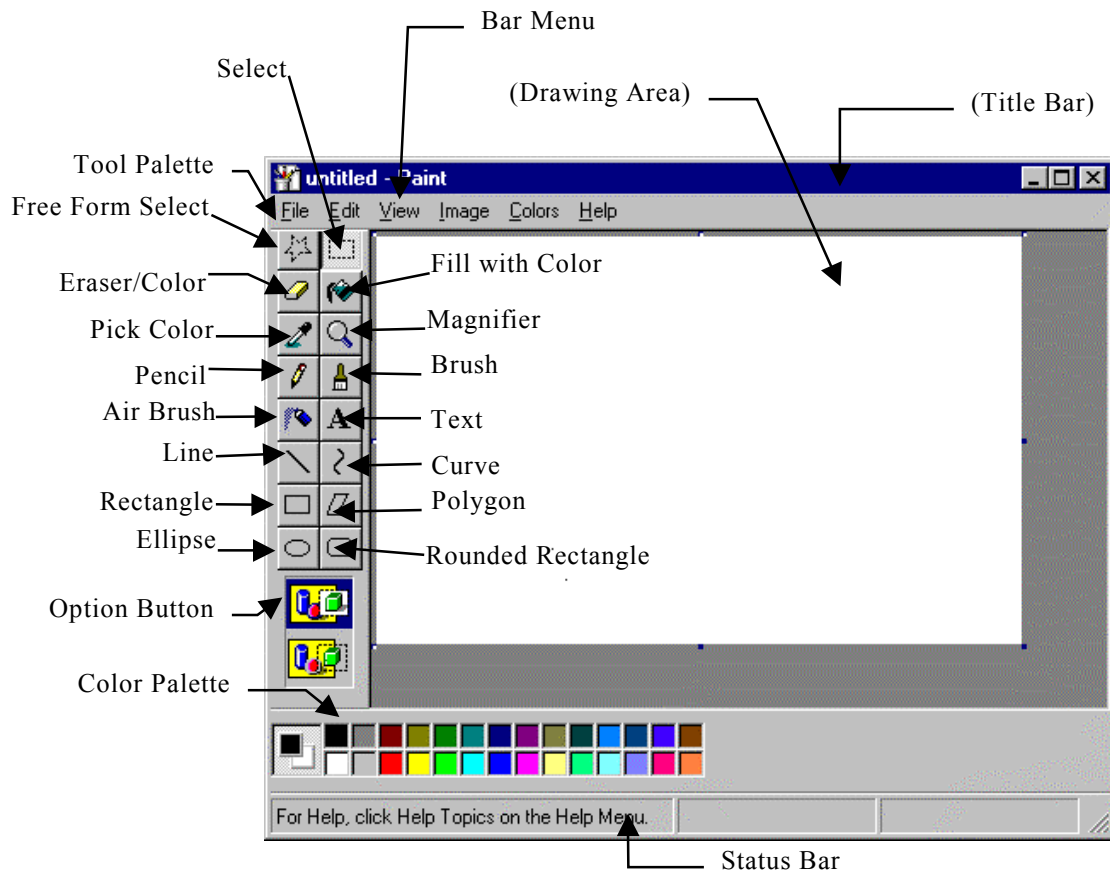 Bar Menu
Select
(Drawing Area)
(Title Bar)
Tool Palette
untitled - Paint
Free Form Select
File Edit View Image Colors Help
Fill with Color
Eraser/Color
Magnifier
Pick Color
Brush
Pencil
Air Brush
Text
Line
Curve
Rectangle
Polygon
Ellipse
Rounded Rectangle
Option Button
Color Palette
For Help, click Help Topics on the Help Menu.
Status Bar